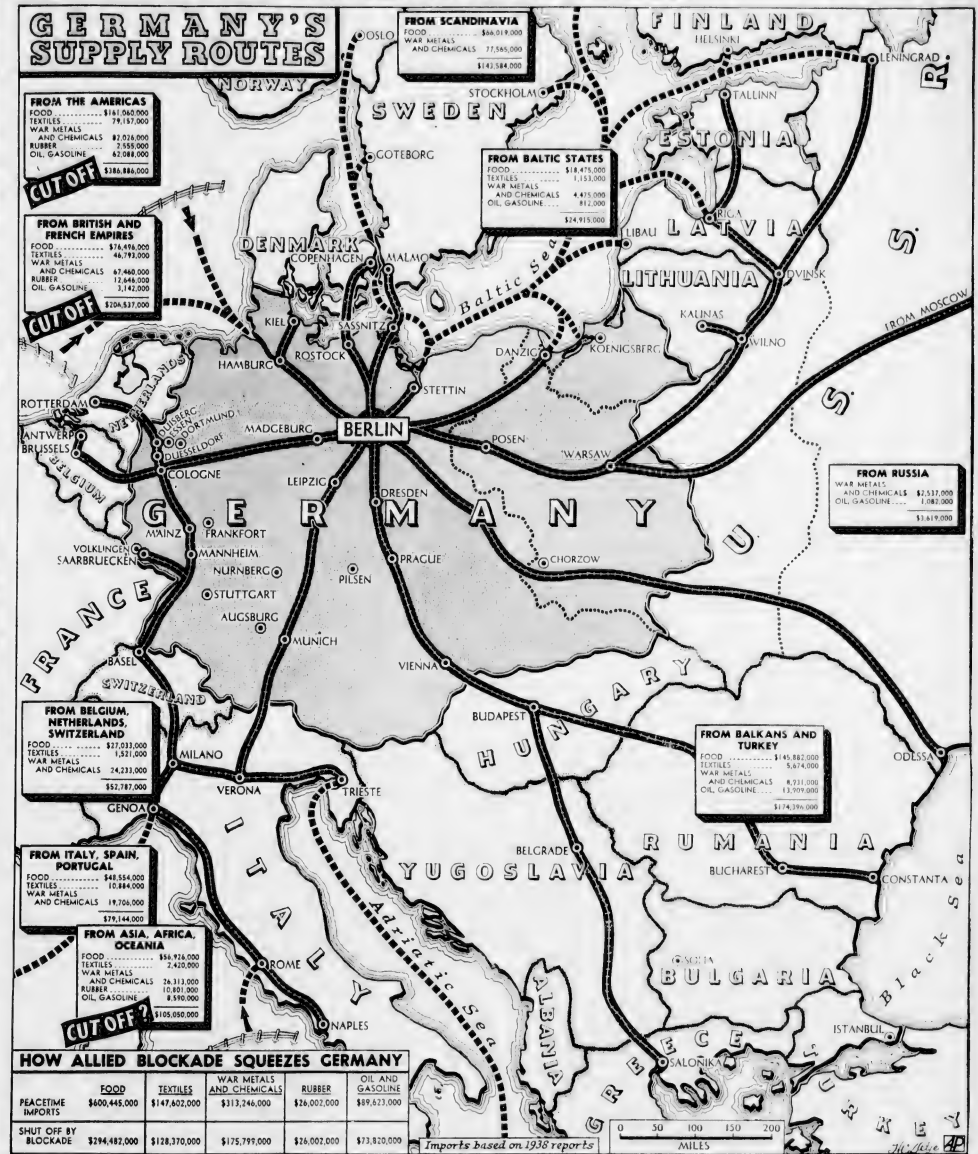 GERMANY'S
SUPPLY ROUTES
FROM SCANDINAVIA
FOOD $66,019,000
WAR METALS
AND CHEMICALS 77,565,000
$143,584,000
FROM THE AMERICAS
FOOD $161,060,000
TEXTILES 79,157,000
WAR METALS
AND CHEMICALS 82,026,000
RUBBER 2,555,000
OIL, GASOLINE 62,088,000
$386,886,000
CUT OFF
FROM BRITISH AND
FRENCH EMPIRES
FOOD $76,496,000
TEXTILES 46,793,000
WAR METALS
AND CHEMICALS 67,460,000
RUBBER 12,646,000
OIL, GASOLINE 3,142,000
$206,537,000
CUT OFF
FROM BALTIC STATES
FOOD $18,475,000
TEXTILES 1,153,000
WAR METALS
AND CHEMICALS 4,475,000
OIL, GASOLINE 812,000
$24,915,000
FROM RUSSIA
WAR METALS
AND CHEMICALS $2,537,000
OIL, GASOLINE 1,082,000
$3,619,000
FROM BELGIUM,
NETHERLANDS,
SWITZERLAND
FOOD $27,033,000
TEXTILES 1,521,000
WAR METALS
AND CHEMICALS 24,233,000
$52,787,000
FROM BALKANS AND
TURKEY
FOOD $145,882,000
TEXTILES 5,674,000
WAR METALS
AND CHEMICALS 8,931,000
OIL, GASOLINE 13,909,000
$174,396,000
FROM ITALY, SPAIN,
PORTUGAL
FOOD $48,554,000
TEXTILES 10,884,000
WAR METALS
AND CHEMICALS 19,706,000
$79,144,000
FROM ASIA, AFRICA,
OCEANIA
FOOD $56,926,000
TEXTILES 2,420,000
WAR METALS
AND CHEMICALS 26,313,000
RUBBER 10,801,000
OIL, GASOLINE 8,590,000
$105,050,000
CUT OFF?
OSLO
NORWAY
SWEDEN
STOCKHOLM
GOTEBORG
FINLAND
HELSINKI
LENINGRAD
TALLINN
ESTONIA
RIGA
LATVIA
LIBAU
LITHUANIA
DVINSK
KAUNAS
WILNO
U. S. S. R.
FROM MOSCOW
DENMARK
COPENHAGEN
MALMO
Baltic Sea
KIEL
SASSNITZ
ROSTOCK
HAMBURG
STETTIN
DANZIG
KOENIGSBERG
ROTTERDAM
NETHERLANDS
ANTWERP
BRUSSELS
BELGIUM
DUISBERG
ESSEN
DORTMUND
DUESSELDORF
COLOGNE
MADGEBURG
BERLIN
POSEN
WARSAW
LEIPZIG
DRESDEN
GERMANY
MAINZ
FRANKFORT
VOLKLINGEN
SAARBRUECKEN
MANNHEIM
NURNBERG
STUTTGART
AUGSBURG
MUNICH
PILSEN
PRAGUE
CHORZOW
VIENNA
FRANCE
BASEL
SWITZERLAND
HUNGARY
BUDAPEST
ODESSA
MILANO
VERONA
TRIESTE
GENOA
ITALY
ROME
NAPLES
Adriatic Sea
YUGOSLAVIA
BELGRADE
RUMANIA
BUCHAREST
CONSTANTA
Black Sea
SOFIA
BULGARIA
ALBANIA
GREECE
SALONIKA
ISTANBUL
TURKEY
HOW ALLIED BLOCKADE SQUEEZES GERMANY
FOOD TEXTILES WAR METALS AND CHEMICALS RUBBER OIL AND GASOLINE
PEACETIME IMPORTS $600,445,000 $147,602,000 $313,246,000 $26,002,000 $89,623,000
SHUT OFF BY BLOCKADE $294,482,000 $128,370,000 $175,799,000 $26,002,000 $73,820,000
Imports based on 1938 reports
0 50 100 150 200
MILES
AP